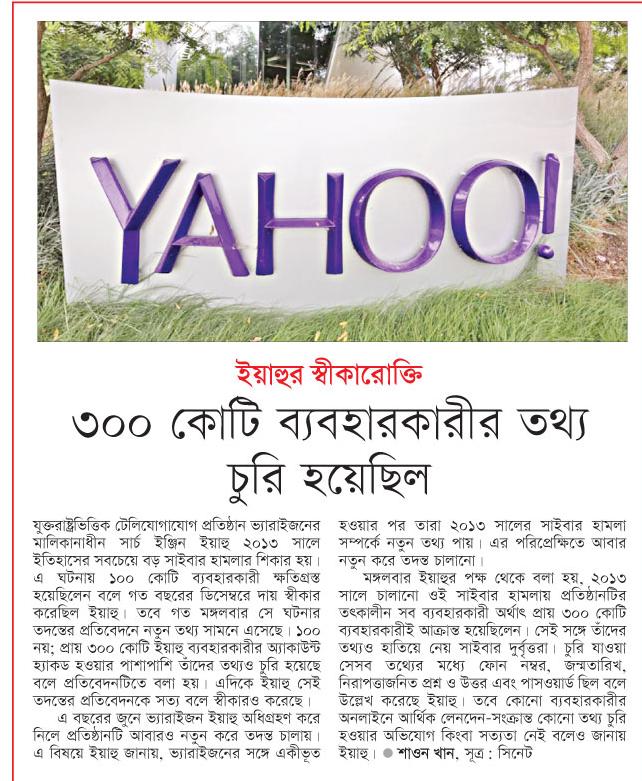 YAHOO!
ইয়াহুর স্বীকারোক্তি
৩০০ কোটি ব্যবহারকারীর তথ্য
চুরি হয়েছিল
যুক্তরাষ্ট্রভিত্তিক টেলিযোগাযোগ প্রতিষ্ঠান ভ্যারাইজনের
মালিকানাধীন সার্চ ইঞ্জিন ইয়াহু ২০১৩ সালে
ইতিহাসের সবচেয়ে বড় সাইবার হামলার শিকার হয়।
এ ঘটনায় ১০০ কোটি ব্যবহারকারী ক্ষতিগ্রস্ত
হয়েছিলেন বলে গত বছরের ডিসেম্বরে দায় স্বীকার
করেছিল ইয়াহু। তবে গত মঙ্গলবার সে ঘটনার
তদন্তের প্রতিবেদনে নতুন তথ্য সামনে এসেছে। ১০০
নয়; প্রায় ৩০০ কোটি ইয়াহু ব্যবহারকারীর অ্যাকাউন্ট
হ্যাকড হওয়ার পাশাপাশি তাঁদের তথ্যও চুরি হয়েছে
বলে প্রতিবেদনটিতে বলা হয়। এদিকে ইয়াহু সেই
তদন্তের প্রতিবেদনকে সত্য বলে স্বীকারও করেছে।
এ বছরের জুনে ভ্যারাইজন ইয়াহু অধিগ্রহণ করে
নিলে প্রতিষ্ঠানটি আবারও নতুন করে তদন্ত চালায়।
এ বিষয়ে ইয়াহু জানায়, ভ্যারাইজনের সঙ্গে একীভূত
হওয়ার পর তারা ২০১৩ সালের সাইবার হামলা
সম্পর্কে নতুন তথ্য পায়। এর পরিপ্রেক্ষিতে আবার
নতুন করে তদন্ত চালানো।
মঙ্গলবার ইয়াহুর পক্ষ থেকে বলা হয়, ২০১৩
সালে চালানো ওই সাইবার হামলায় প্রতিষ্ঠানটির
তৎকালীন সব ব্যবহারকারী অর্থাৎ প্রায় ৩০০ কোটি
ব্যবহারকারীই আক্রান্ত হয়েছিলেন। সেই সঙ্গে তাঁদের
তথ্যও হাতিয়ে নেয় সাইবার দুর্বৃত্তরা। চুরি যাওয়া
সেসব তথ্যের মধ্যে ফোন নম্বর, জন্মতারিখ,
নিরাপত্তাজনিত প্রশ্ন ও উত্তর এবং পাসওয়ার্ড ছিল বলে
উল্লেখ করেছে ইয়াহু। তবে কোনো ব্যবহারকারীর
অনলাইনে আর্থিক লেনদেন-সংক্রান্ত কোনো তথ্য চুরি
হওয়ার অভিযোগ কিংবা সত্যতা নেই বলেও জানায়
ইয়াহু। ● শাওন খান, সূত্র : সিনেট